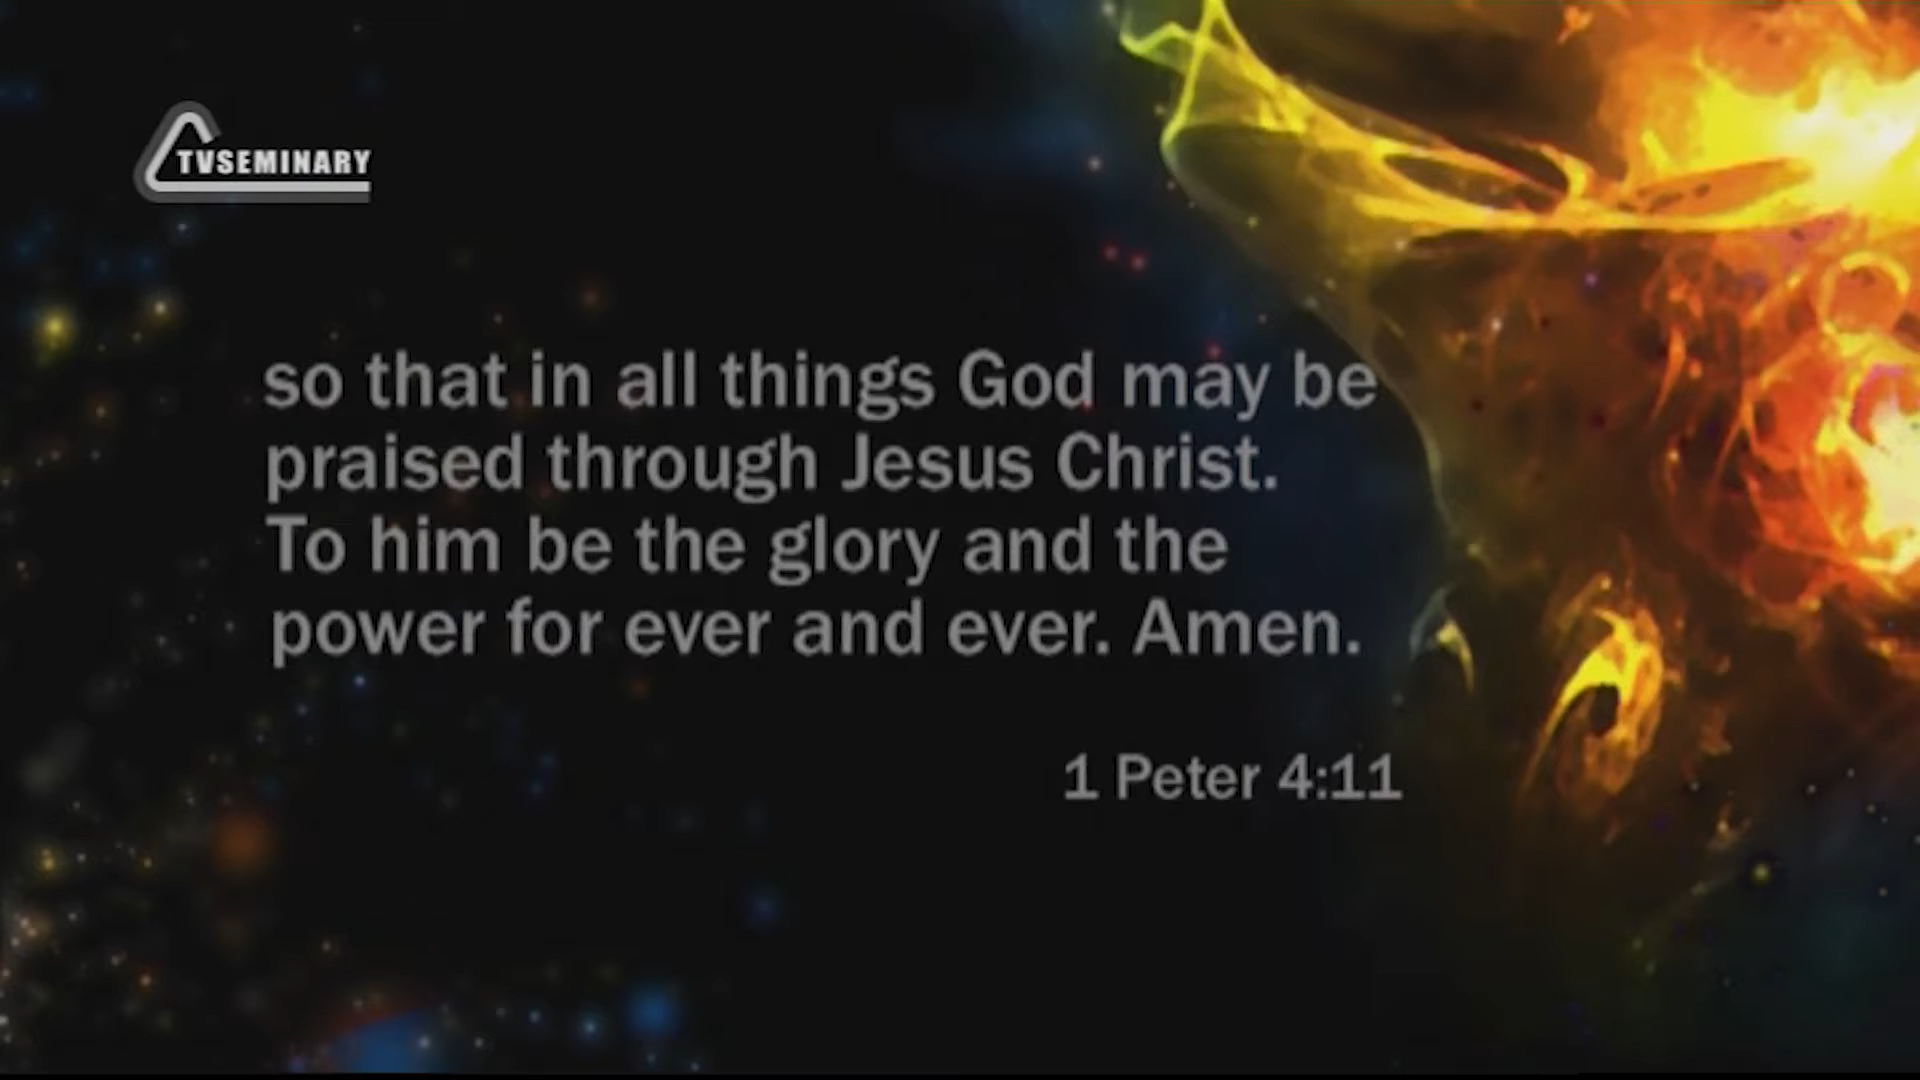 TVSEMINARY
so that in all things God may be
praised through Jesus Christ.
To him be the glory and the
power for ever and ever. Amen.
1 Peter 4:11